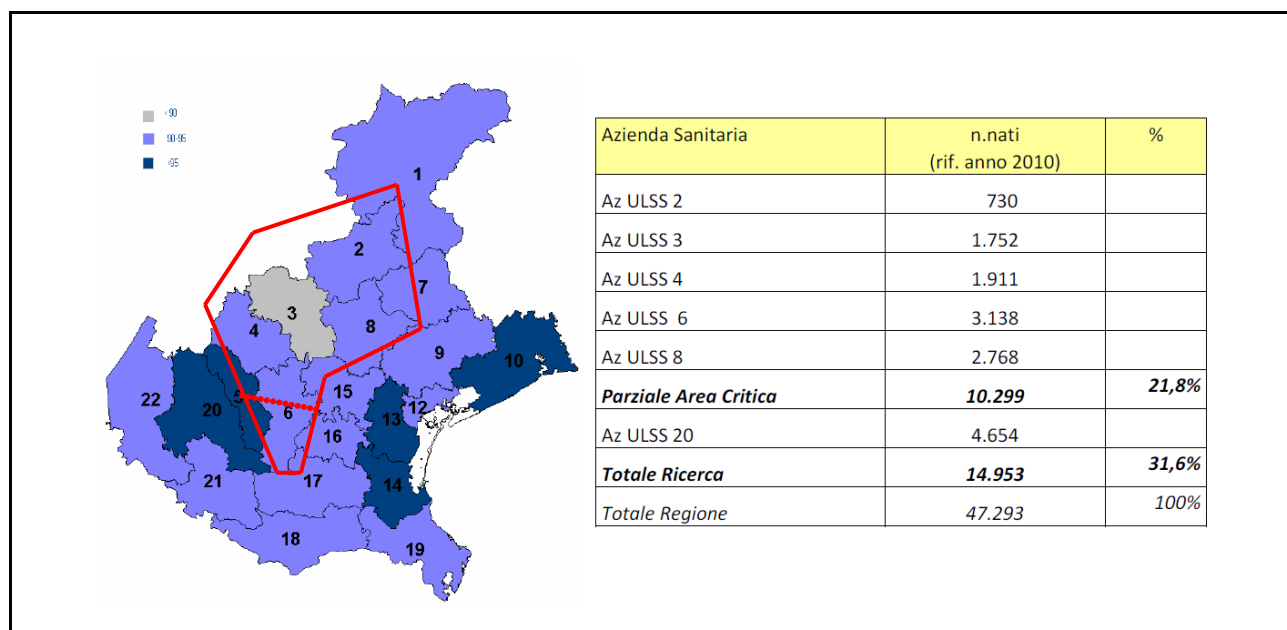 90-95
1
2
3
4
7
8
9
10
5
6
12
13
14
15
16
17
18
19
20
21
22
Azienda Sanitaria n.nati %
(rif. anno 2010)
Az ULSS 2 730
Az ULSS 3 1.752
Az ULSS 4 1.911
Az ULSS 6 3.138
Az ULSS 8 2.768
Parziale Area Critica 10.299 21,8%
Az ULSS 20 4.654
Totale Ricerca 14.953 31,6%
Totale Regione 47.293 100%